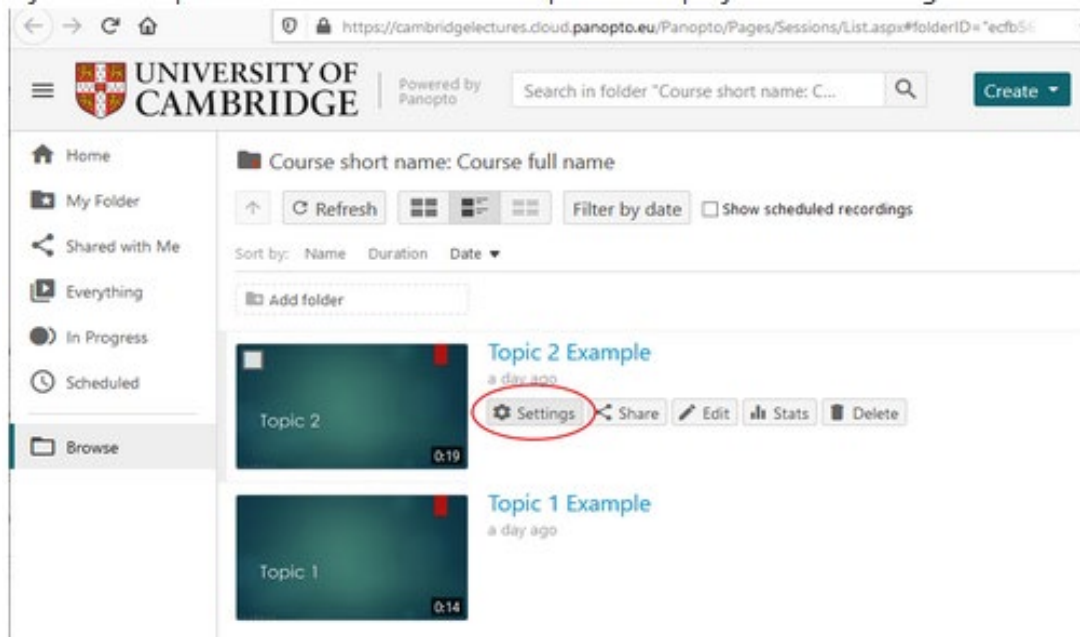 https://cambridgelectures.cloud.panopto.eu/Panopto/Pages/Sessions/List.aspx#folderID="ecfb56
UNIVERSITY OF
CAMBRIDGE
Powered by
Panopto
Search in folder "Course short name: C...
Create
Home
My Folder
Shared with Me
Everything
In Progress
Scheduled
Browse
Course short name: Course full name
Refresh
Filter by date
Show scheduled recordings
Sort by: Name Duration Date
Add folder
Topic 2
0:19
Topic 2 Example
a day ago
Settings Share Edit Stats Delete
Topic 1
0:14
Topic 1 Example
a day ago